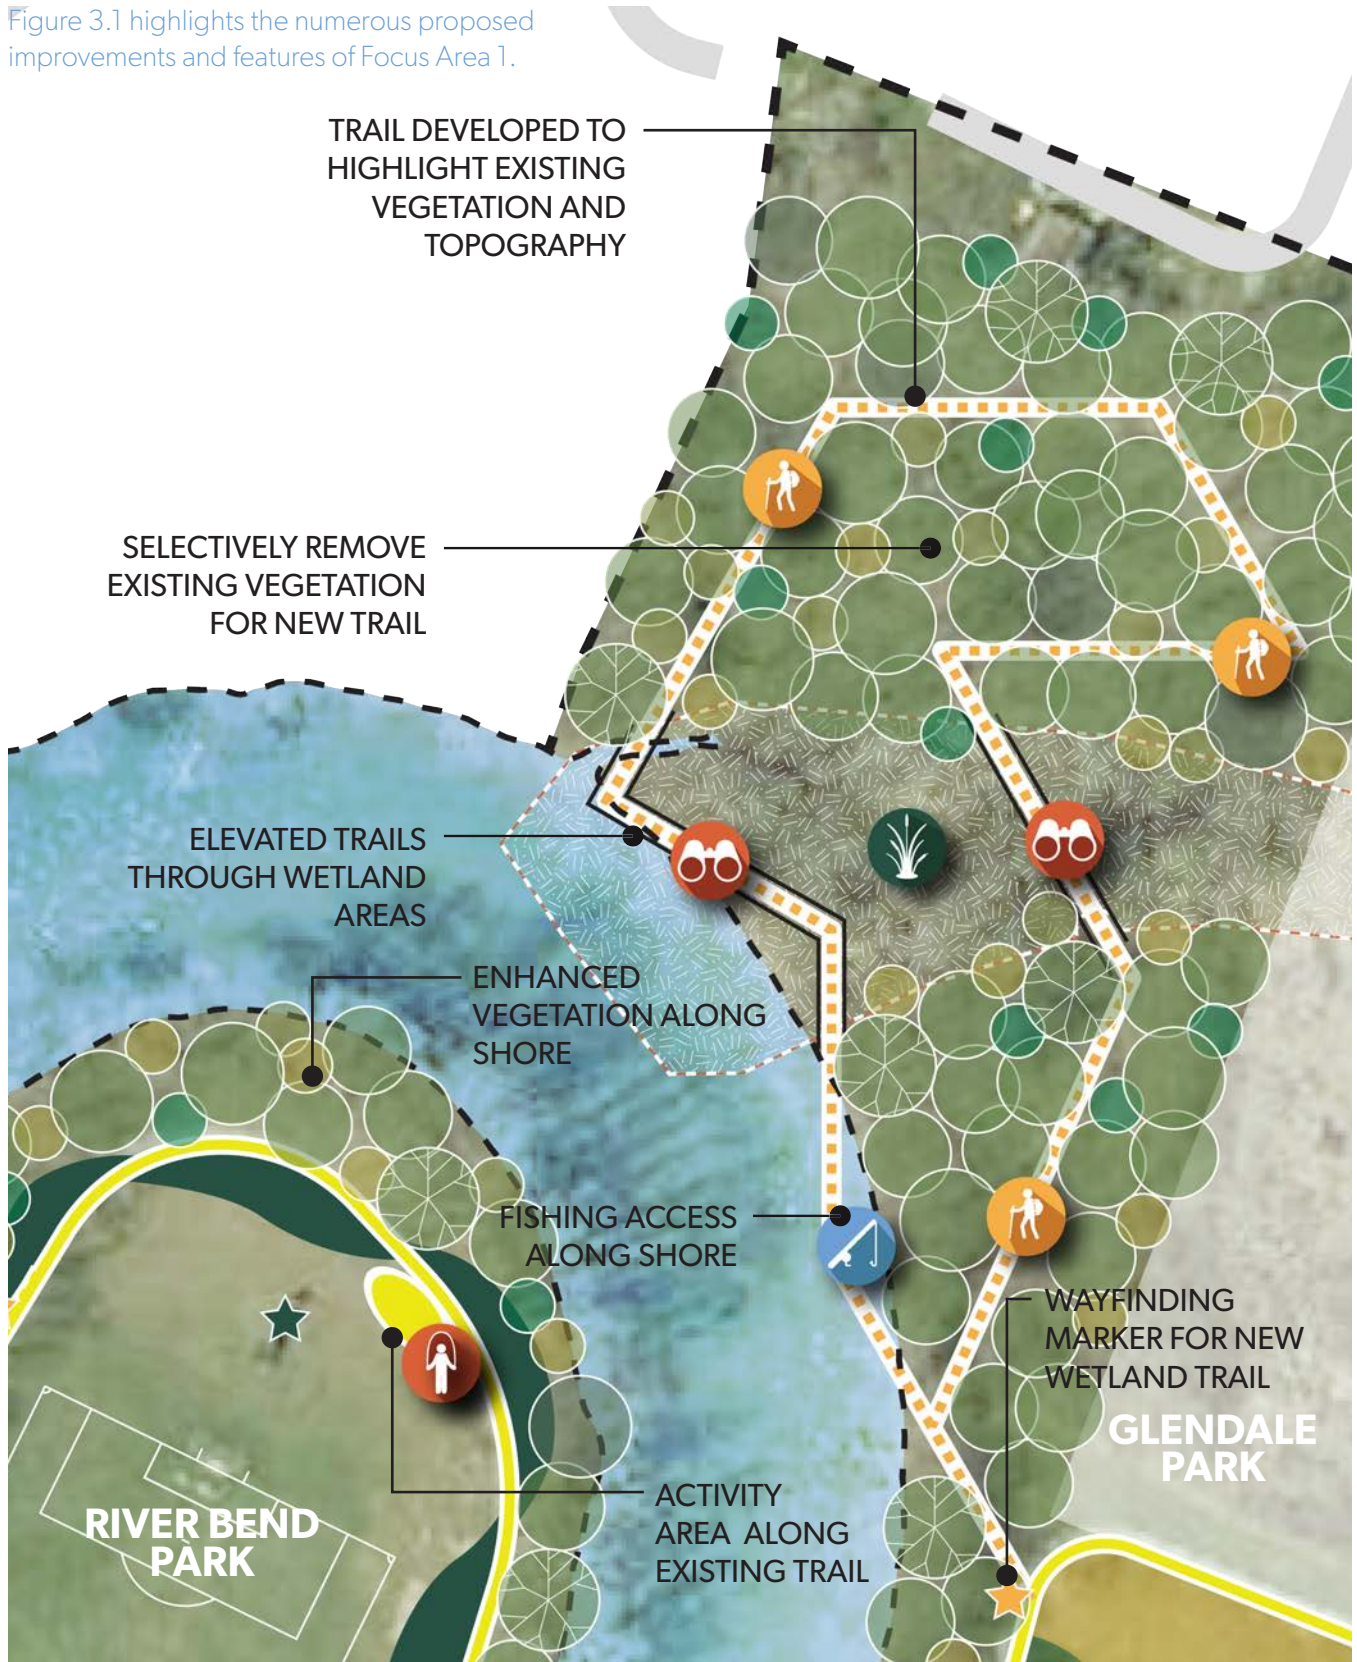 Figure 3.1 highlights the numerous proposed
improvements and features of Focus Area 1.
TRAIL DEVELOPED TO
HIGHLIGHT EXISTING
VEGETATION AND
TOPOGRAPHY
SELECTIVELY REMOVE
EXISTING VEGETATION
FOR NEW TRAIL
ELEVATED TRAILS
THROUGH WETLAND
AREAS
ENHANCED
VEGETATION ALONG
SHORE
FISHING ACCESS
ALONG SHORE
WAYFINDING
MARKER FOR NEW
WETLAND TRAIL
GLENDALE
PARK
ACTIVITY
AREA ALONG
EXISTING TRAIL
RIVER BEND
PARK